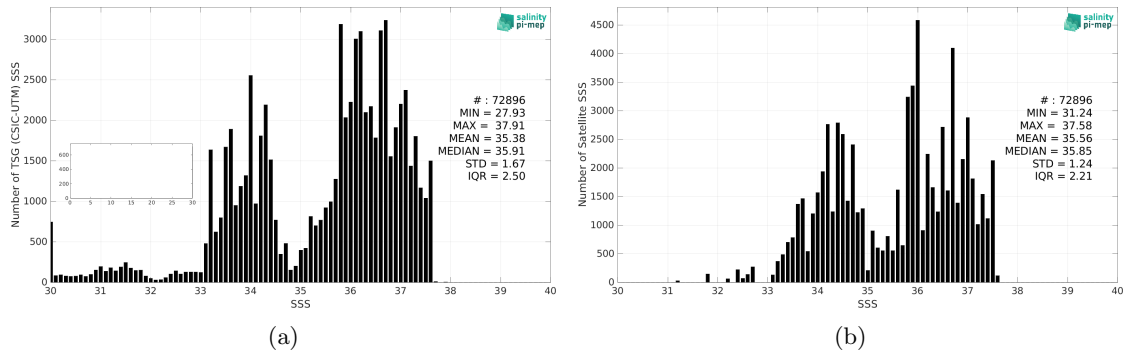 Number of TSG (CSIC-UTM) SSS
3000
2500
2000
1500
1000
500
0
600
400
200
0
0 5 10 15 20 25 30
salinity
pi-mep
# : 72896
MIN = 27.93
MAX = 37.91
MEAN = 35.38
MEDIAN = 35.91
STD = 1.67
IQR = 2.50
30 31 32 33 34 35 36 37 38 39 40
SSS
(a)
Number of Satellite SSS
4500
4000
3500
3000
2500
2000
1500
1000
500
0
salinity
pi-mep
# : 72896
MIN = 31.24
MAX = 37.58
MEAN = 35.56
MEDIAN = 35.85
STD = 1.24
IQR = 2.21
30 31 32 33 34 35 36 37 38 39 40
SSS
(b)